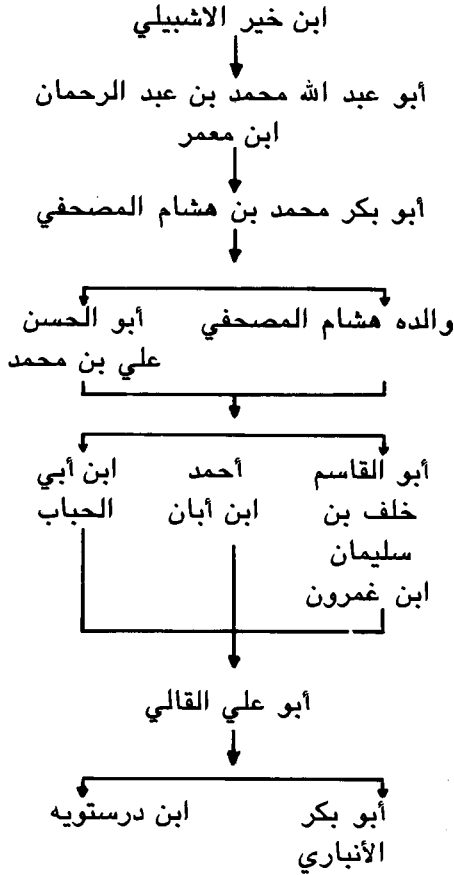 ابن خير الاشبيلي
أبو عبد الله محمد بن عبد الرحمان
ابن معمر
أبو بكر محمد بن هشام المصحفي
والده هشام المصحفي
أبو الحسن
علي بن محمد
أبو القاسم
خلف بن
سليمان
ابن غمرون
أحمد
ابن أبان
ابن أبي
الحباب
أبو علي القالي
أبو بكر
الأنباري
ابن درستويه